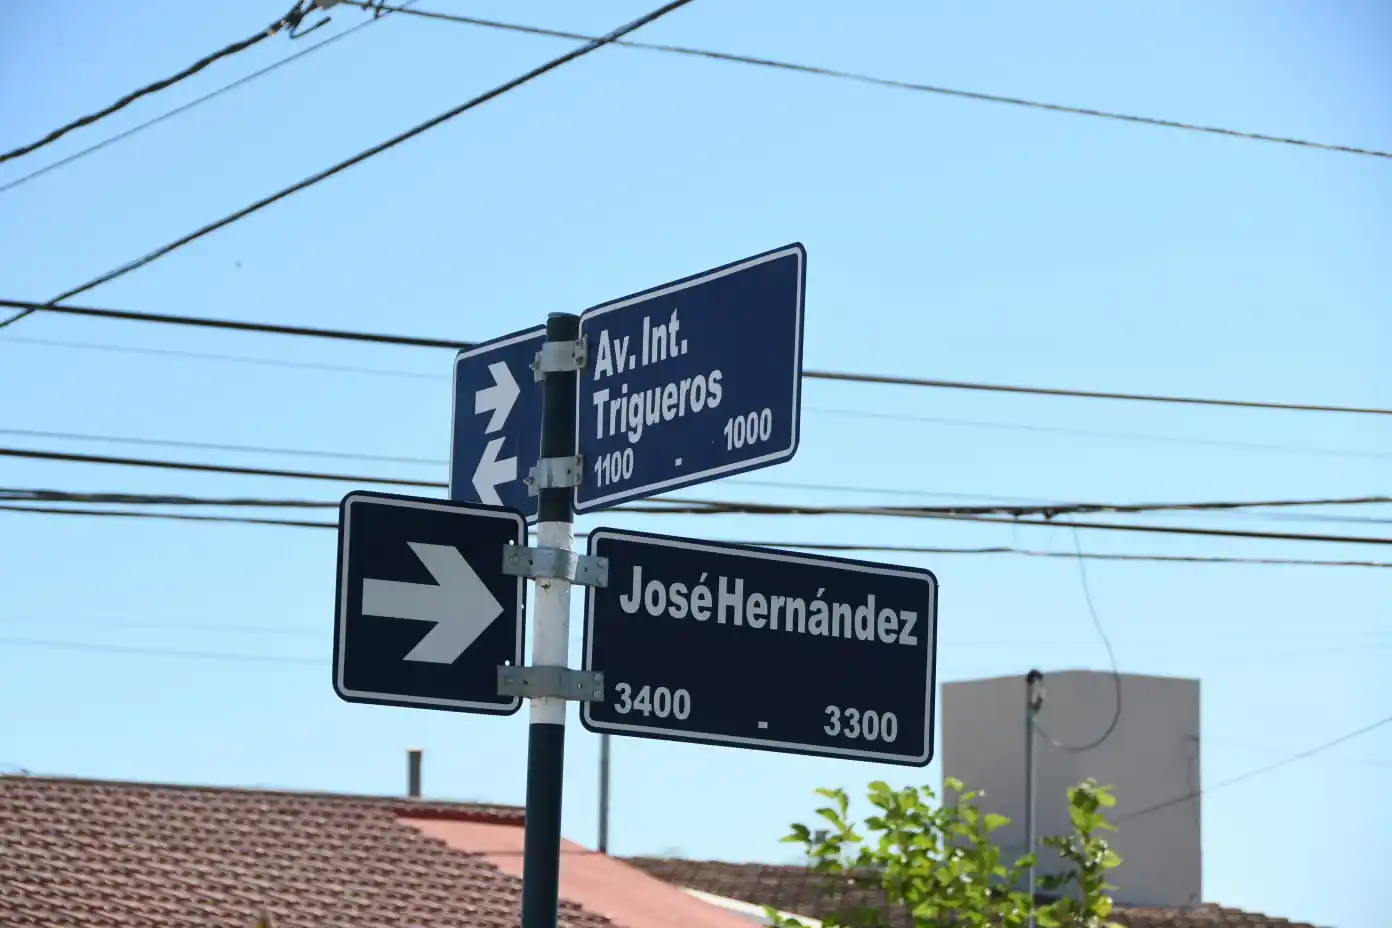 Av. Int.
Trigueros
1100 - 1000
José Hernández
3400 - 3300